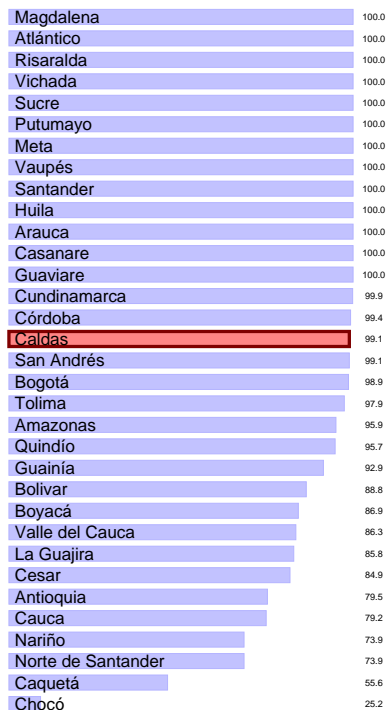 Magdalena 100.0
Atlántico 100.0
Risaralda 100.0
Vichada 100.0
Sucre 100.0
Putumayo 100.0
Meta 100.0
Vaupés 100.0
Santander 100.0
Huila 100.0
Arauca 100.0
Casanare 100.0
Guaviare 100.0
Cundinamarca 99.9
Córdoba 99.4
Caldas 99.1
San Andrés 99.1
Bogotá 98.9
Tolima 97.9
Amazonas 95.9
Quindío 95.7
Guainía 92.9
Bolivar 88.8
Boyacá 86.9
Valle del Cauca 86.3
La Guajira 85.8
Cesar 84.9
Antioquia 79.5
Cauca 79.2
Nariño 73.9
Norte de Santander 73.9
Caquetá 55.6
Chocó 25.2